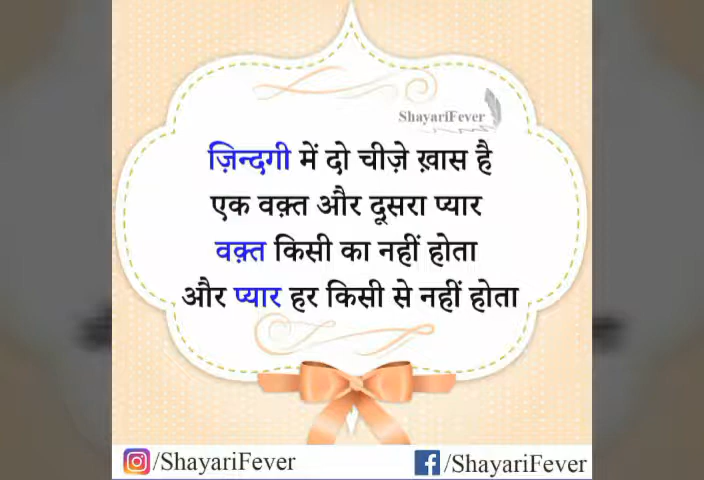 ShayariFever
ज़िन्दगी में दो चीज़े ख़ास है
एक वक़्त और दूसरा प्यार
वक़्त किसी का नहीं होता
और प्यार हर किसी से नहीं होता
/ShayariFever /ShayariFever